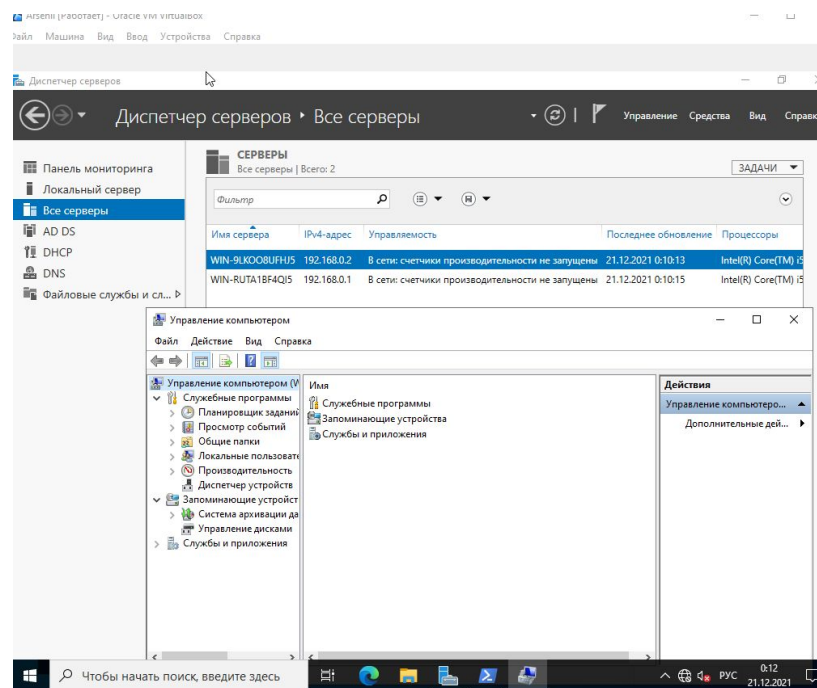 Arsenii [Работает] - Oracle VM VirtualBox
Файл Машина Вид Ввод Устройства Справка
Диспетчер серверов
Диспетчер серверов Все серверы
Управление Средства Вид Справк
Панель мониторинга
Локальный сервер
Все серверы
AD DS
DHCP
DNS
Файловые службы и сл...
СЕРВЕРЫ
Все серверы | Всего: 2
ЗАДАЧИ
Фильтр
Имя сервера IPv4-адрес Управляемость Последнее обновление Процессоры
WIN-9LKOO8UFHJ5 192.168.0.2 В сети: счетчики производительности не запущены 21.12.2021 0:10:13 Intel(R) Core(TM) i5
WIN-RUTA1BF4QI5 192.168.0.1 В сети: счетчики производительности не запущены 21.12.2021 0:10:15 Intel(R) Core(TM) i5
Управление компьютером
Файл Действие Вид Справка
Управление компьютером (W
Служебные программы
Планировщик заданий
Просмотр событий
Общие папки
Локальные пользовате
Производительность
Диспетчер устройств
Запоминающие устройст
Система архивации да
Управление дисками
Службы и приложения
Имя
Служебные программы
Запоминающие устройства
Службы и приложения
Действия
Управление компьютеро...
Дополнительные дей...
Чтобы начать поиск, введите здесь
РУС
0:12
21.12.2021